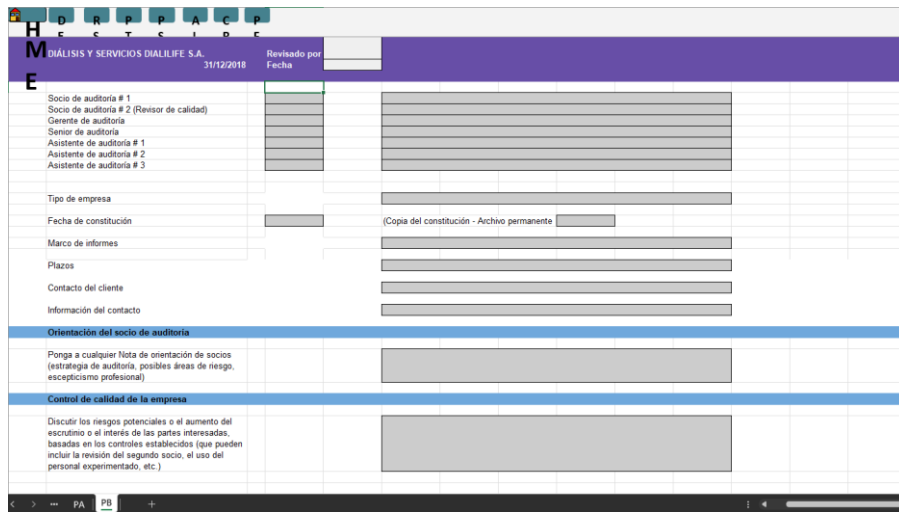 H D R P P A C P
M DIÁLISIS Y SERVICIOS DIALILIFE S.A. Revisado por
31/12/2018 Fecha
E
Socio de auditoría # 1
Socio de auditoría # 2 (Revisor de calidad)
Gerente de auditoría
Senior de auditoría
Asistente de auditoría # 1
Asistente de auditoría # 2
Asistente de auditoría # 3
Tipo de empresa
Fecha de constitución (Copia del constitución - Archivo permanente
Marco de informes
Plazos
Contacto del cliente
Información del contacto
Orientación del socio de auditoria
Ponga a cualquier Nota de orientación de socios
(estrategia de auditoría, posibles áreas de riesgo,
escepticismo profesional)
Control de calidad de la empresa
Discutir los riesgos potenciales o el aumento del
escrutinio o el interés de las partes interesadas,
basadas en los controles establecidos (que pueden
incluir la revisión del segundo socio, el uso del
personal experimentado, etc.)
PA PB